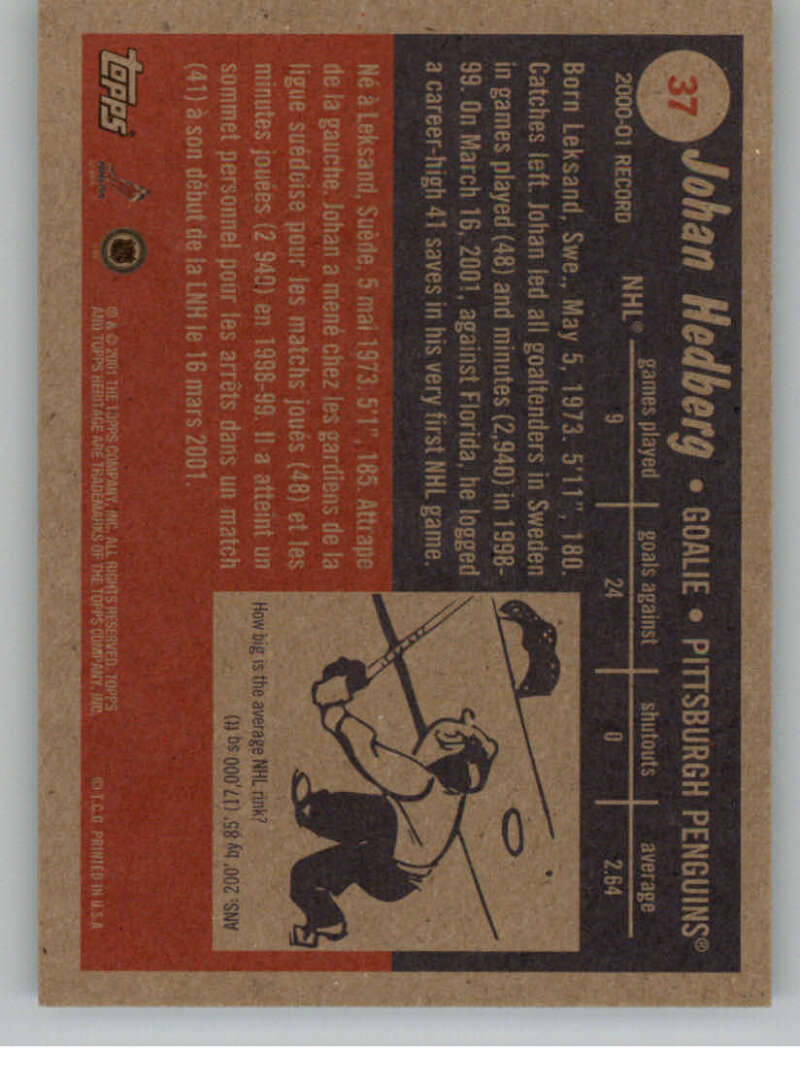 37 Johan Hedberg • GOALIE • PITTSBURGH PENGUINS®
2000-01 RECORD
games played goals against shutouts average
NHL® 9 24 0 2.64
Born Leksand, Swe., May 5, 1973. 5'11", 180.
Catches left. Johan led all goaltenders in Sweden
in games played (48) and minutes (2,940) in 1998-
99. On March 16, 2001, against Florida, he logged
a career-high 41 saves in his very first NHL game.
Né à Leksand, Suède, 5 mai 1973. 5'1", 185. Attrape
de la gauche. Johan a mené chez les gardiens de la
ligue suedoise pour les matchs joués (48) et les
minutes jouées (2 940) en 1998-99. Il a atteint un
sommet personnel pour les arrêts dans un match
(41) à son début de la LNH le 16 mars 2001.
How big is the average NHL rink?
ANS: 200' by 85' (17,000 sq ft)
topps
® & © 2001 THE TOPPS COMPANY, INC. ALL RIGHTS RESERVED. TOPPS
AND TOPPS HERITAGE ARE TRADEMARKS OF THE TOPPS COMPANY, INC.
© T.C.G. PRINTED IN U.S.A.